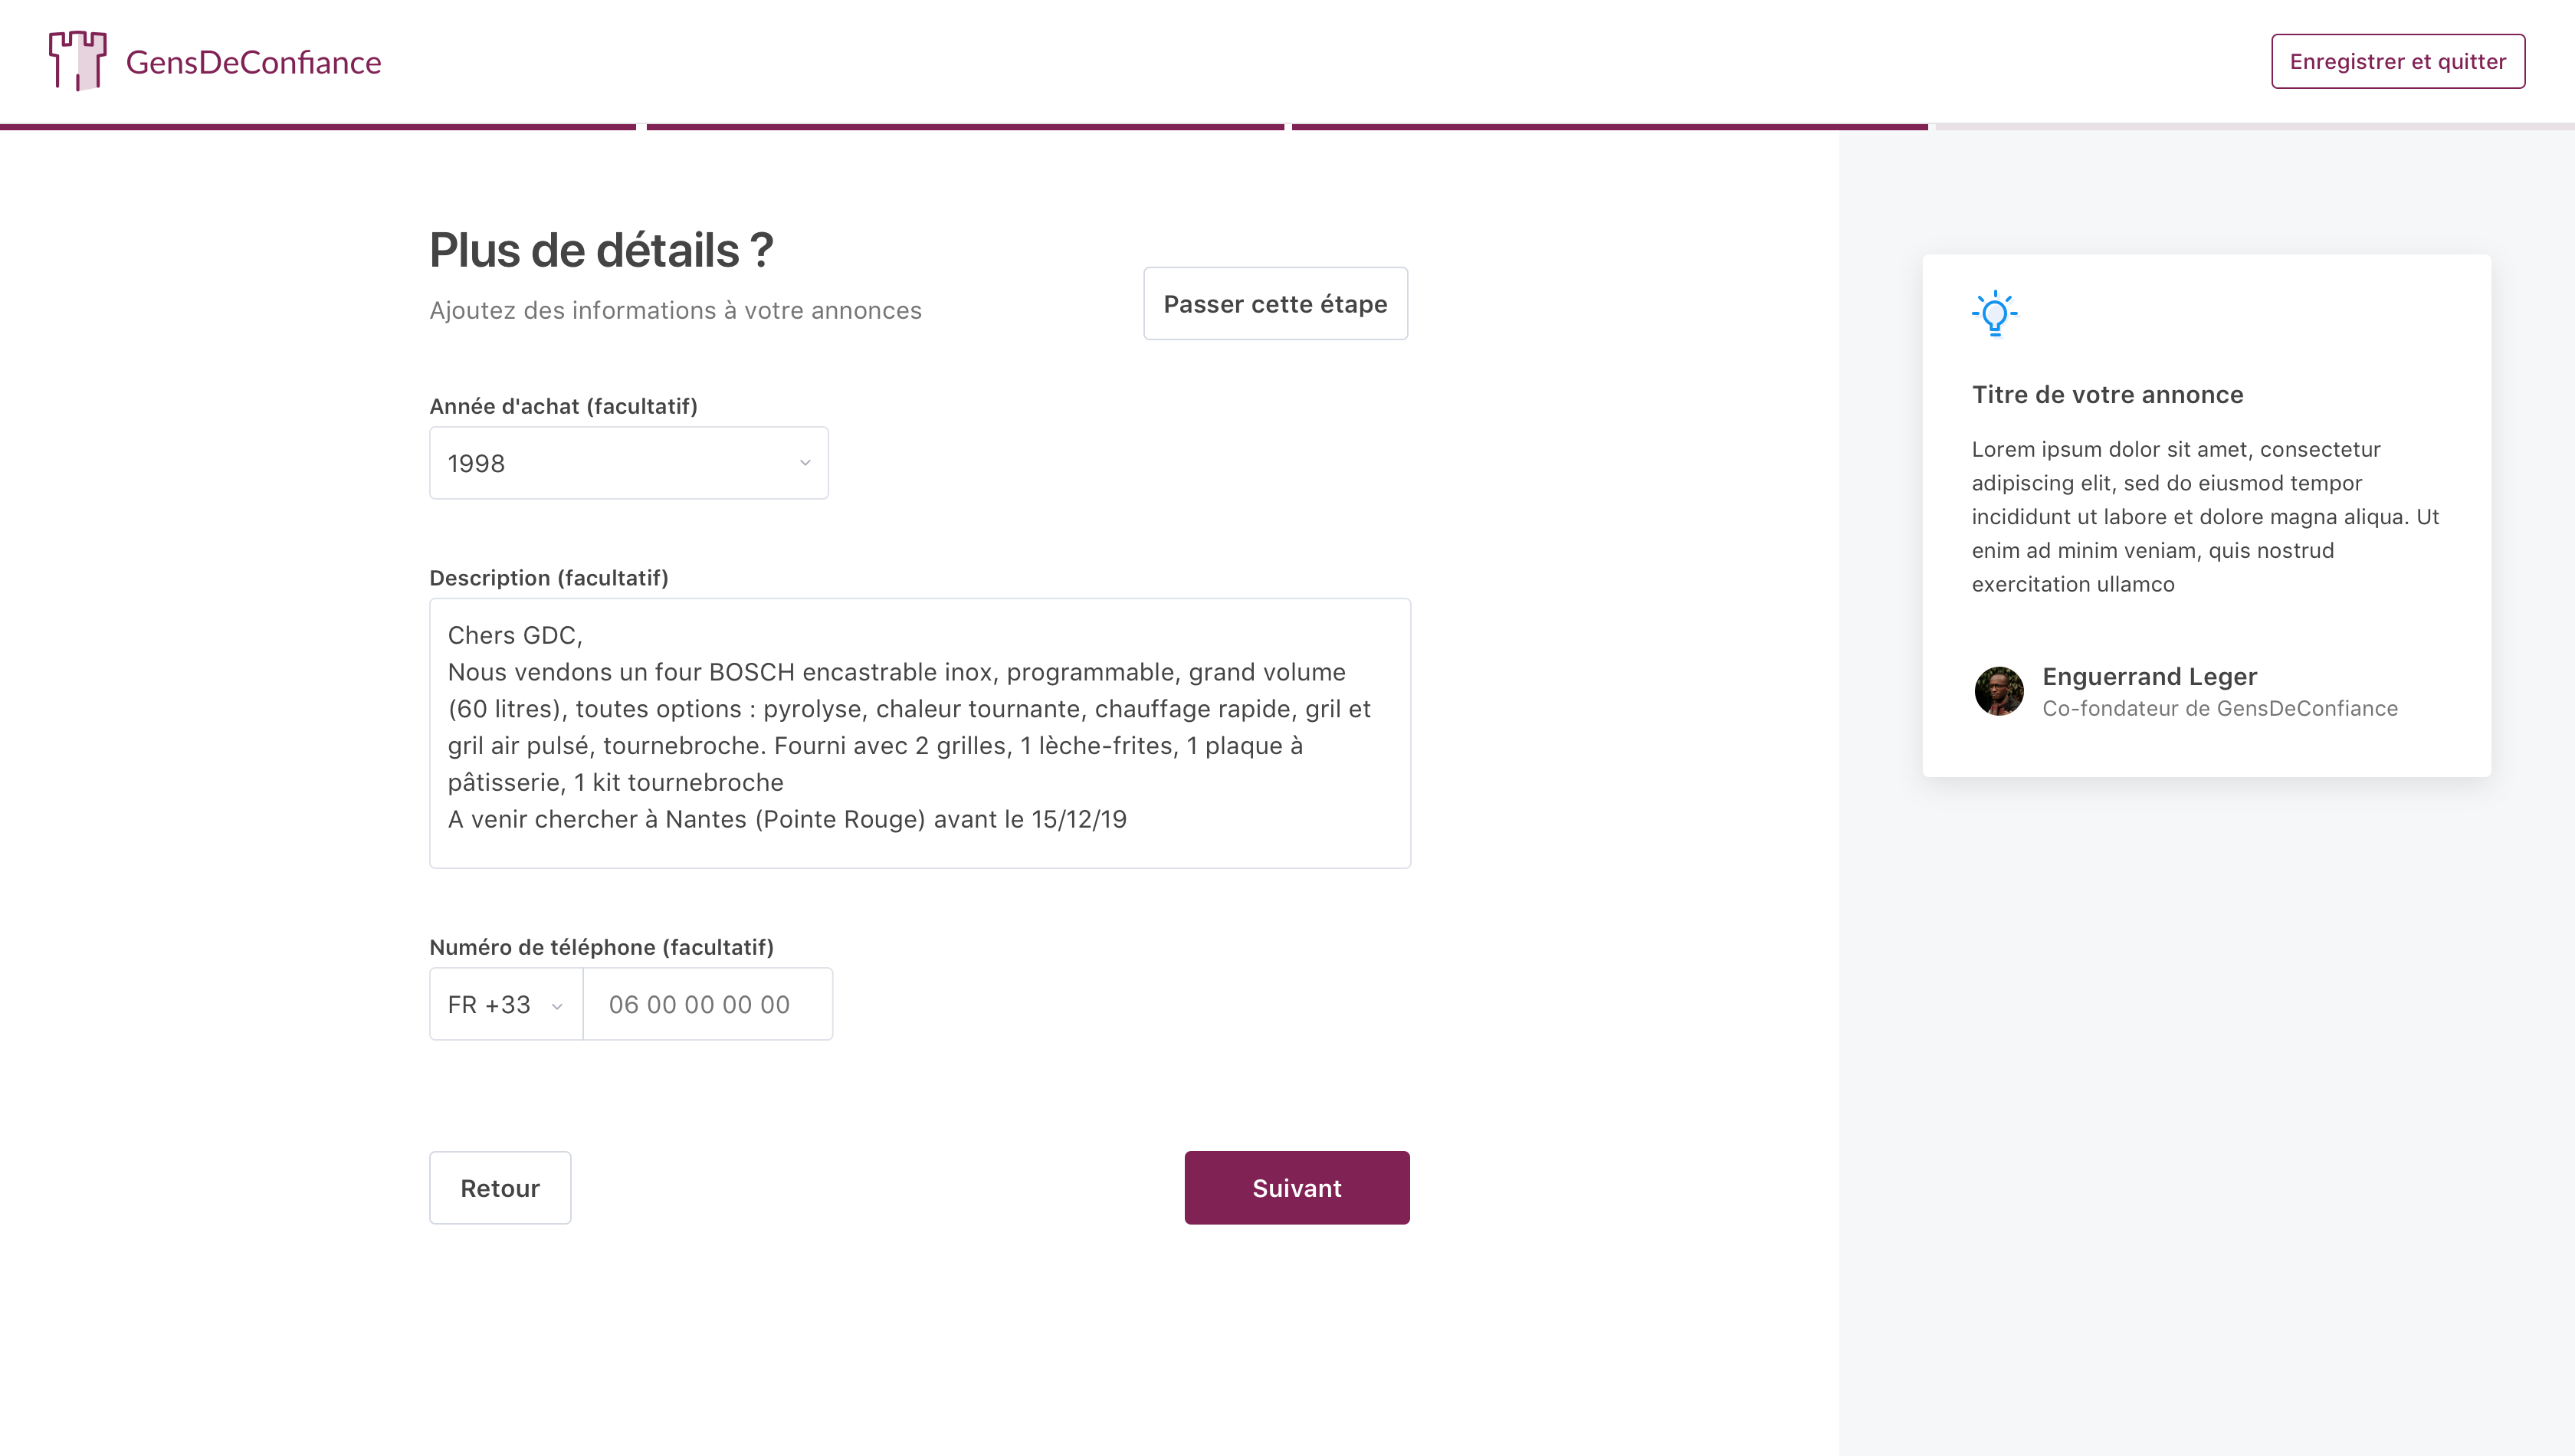 GensDeConfiance
Enregistrer et quitter
Plus de détails ?
Ajoutez des informations à votre annonces
Passer cette étape
Année d'achat (facultatif)
1998
Description (facultatif)
Chers GDC,
Nous vendons un four BOSCH encastrable inox, programmable, grand volume
(60 litres), toutes options : pyrolyse, chaleur tournante, chauffage rapide, gril et
gril air pulsé, tournebroche. Fourni avec 2 grilles, 1 lèche-frites, 1 plaque à
pâtisserie, 1 kit tournebroche
A venir chercher à Nantes (Pointe Rouge) avant le 15/12/19
Numéro de téléphone (facultatif)
FR +33
06 00 00 00 00
Retour
Suivant
Titre de votre annonce
Lorem ipsum dolor sit amet, consectetur
adipiscing elit, sed do eiusmod tempor
incididunt ut labore et dolore magna aliqua. Ut
enim ad minim veniam, quis nostrud
exercitation ullamco
Enguerrand Leger
Co-fondateur de GensDeConfiance